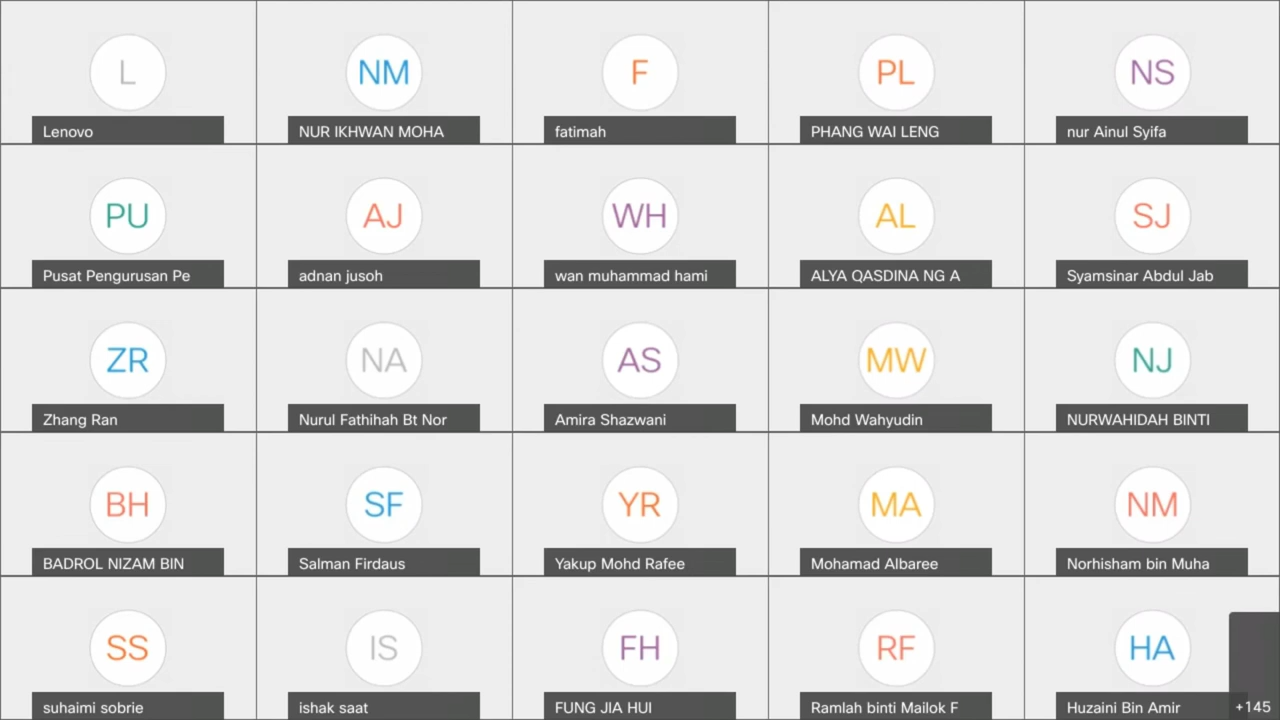 L
NM
F
PL
NS
Lenovo
NUR IKHWAN MOHA
fatimah
PHANG WAI LENG
nur Ainul Syifa
PU
AJ
WH
AL
SJ
Pusat Pengurusan Pe
adnan jusoh
wan muhammad hami
ALYA QASDINA NG A
Syamsinar Abdul Jab
ZR
NA
AS
MW
NJ
Zhang Ran
Nurul Fathihah Bt Nor
Amira Shazwani
Mohd Wahyudin
NURWAHIDAH BINTI
BH
SF
YR
MA
NM
BADROL NIZAM BIN
Salman Firdaus
Yakup Mohd Rafee
Mohamad Albaree
Norhisham bin Muha
SS
IS
FH
RF
HA
suhaimi sobrie
ishak saat
FUNG JIA HUI
Ramlah binti Mailok F
Huzaini Bin Amir
+145